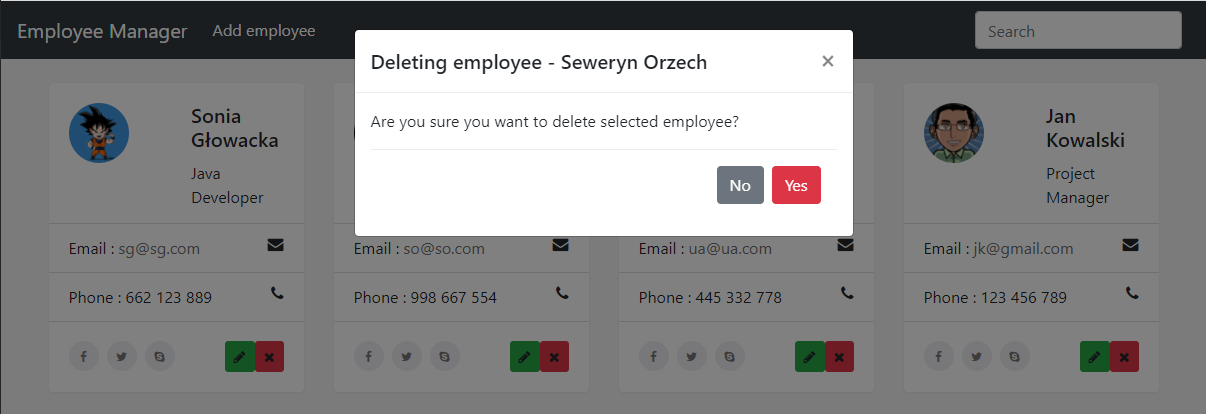 Employee Manager Add employee Search
Deleting employee - Seweryn Orzech ×
Are you sure you want to delete selected employee?
No Yes
Sonia
Głowacka
Java
Developer
Email : sg@sg.com
Phone : 662 123 889
Email : so@so.com
Phone : 998 667 554
Email : ua@ua.com
Phone : 445 332 778
Jan
Kowalski
Project
Manager
Email : jk@gmail.com
Phone : 123 456 789